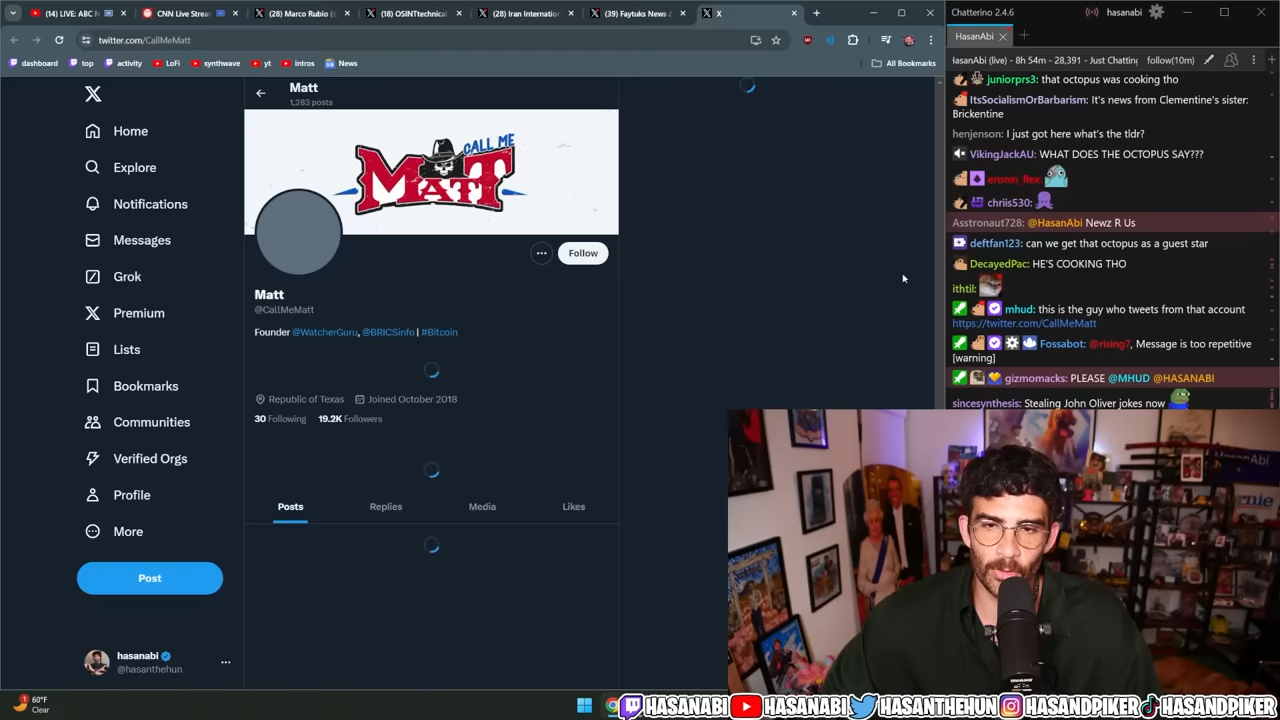 (14) LIVE: ABC N
CNN Live Stream
(28) Marco Rubio (
(18) OSINTtechnical
(28) Iran Internation
(39) Faytuks News
X
Chatterino 2.4.6
hasanabi
HasanAbi
twitter.com/CallMeMatt
dashboard
top
activity
LoFi
synthwave
yt
intros
News
All Bookmarks
HasanAbi (live) - 8h 54m - 28,391 - Just Chatting
follow(10m)
juniorprs3: that octopus was cooking tho
ItsSocialismOrBarbarism: It's news from Clementine's sister:
Brickentine
henjenson: I just got here what's the tldr?
VikingJackAU: WHAT DOES THE OCTOPUS SAY???
eronin_flex:
chriis530:
Asstronaut728: @HasanAbi Newz R Us
deftfan123: can we get that octopus as a guest star
DecayedPac: HE'S COOKING THO
ithtil:
mhud: this is the guy who tweets from that account
https://twitter.com/CallMeMatt
Fossabot: @rising7, Message is too repetitive
[warning]
gizmomacks: PLEASE @MHUD @HASANABI
sincesynthesis: Stealing John Oliver jokes now
Home
Explore
Notifications
Messages
Grok
Premium
Lists
Bookmarks
Communities
Verified Orgs
Profile
More
Post
hasanabi
@hasanthehun
Matt
1,283 posts
CALL ME
MATT
Follow
Matt
@CallMeMatt
Founder @WatcherGuru, @BRICSinfo | #Bitcoin
Republic of Texas
Joined October 2018
30 Following
19.2K Followers
Posts
Replies
Media
Likes
HasanAbi
1
60°F
Clear
HASANABI
HASANABI
HASANTHEHUN
HASANDPIKER
HASANDPIKER